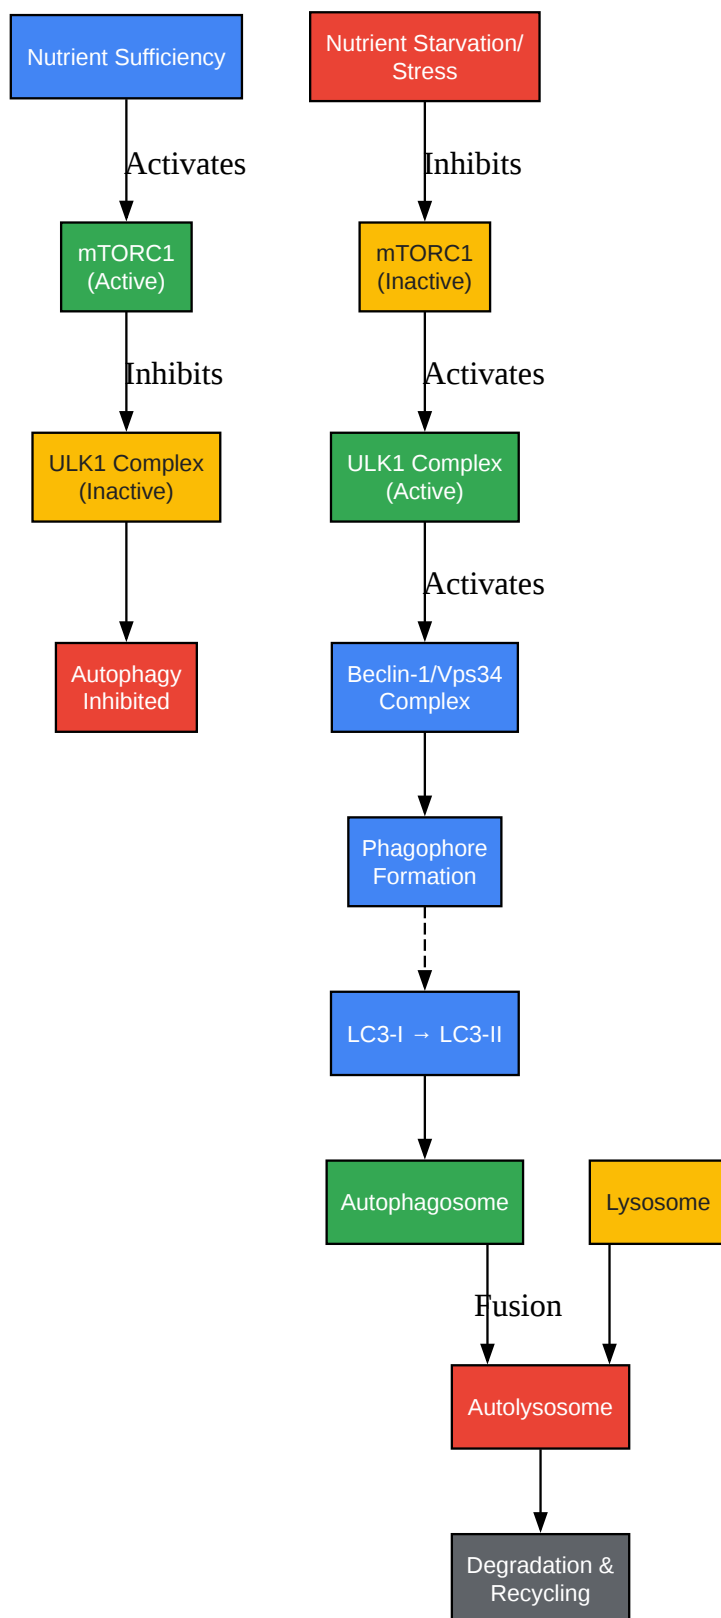 Nutrient Sufficiency
Nutrient Starvation/
Stress
Activates
Inhibits
mTORC1
(Active)
mTORC1
(Inactive)
Inhibits
Activates
ULK1 Complex
(Inactive)
ULK1 Complex
(Active)
Activates
Autophagy
Inhibited
Beclin-1/Vps34
Complex
Phagophore
Formation
LC3-I → LC3-II
Autophagosome
Lysosome
Fusion
Autolysosome
Degradation &
Recycling